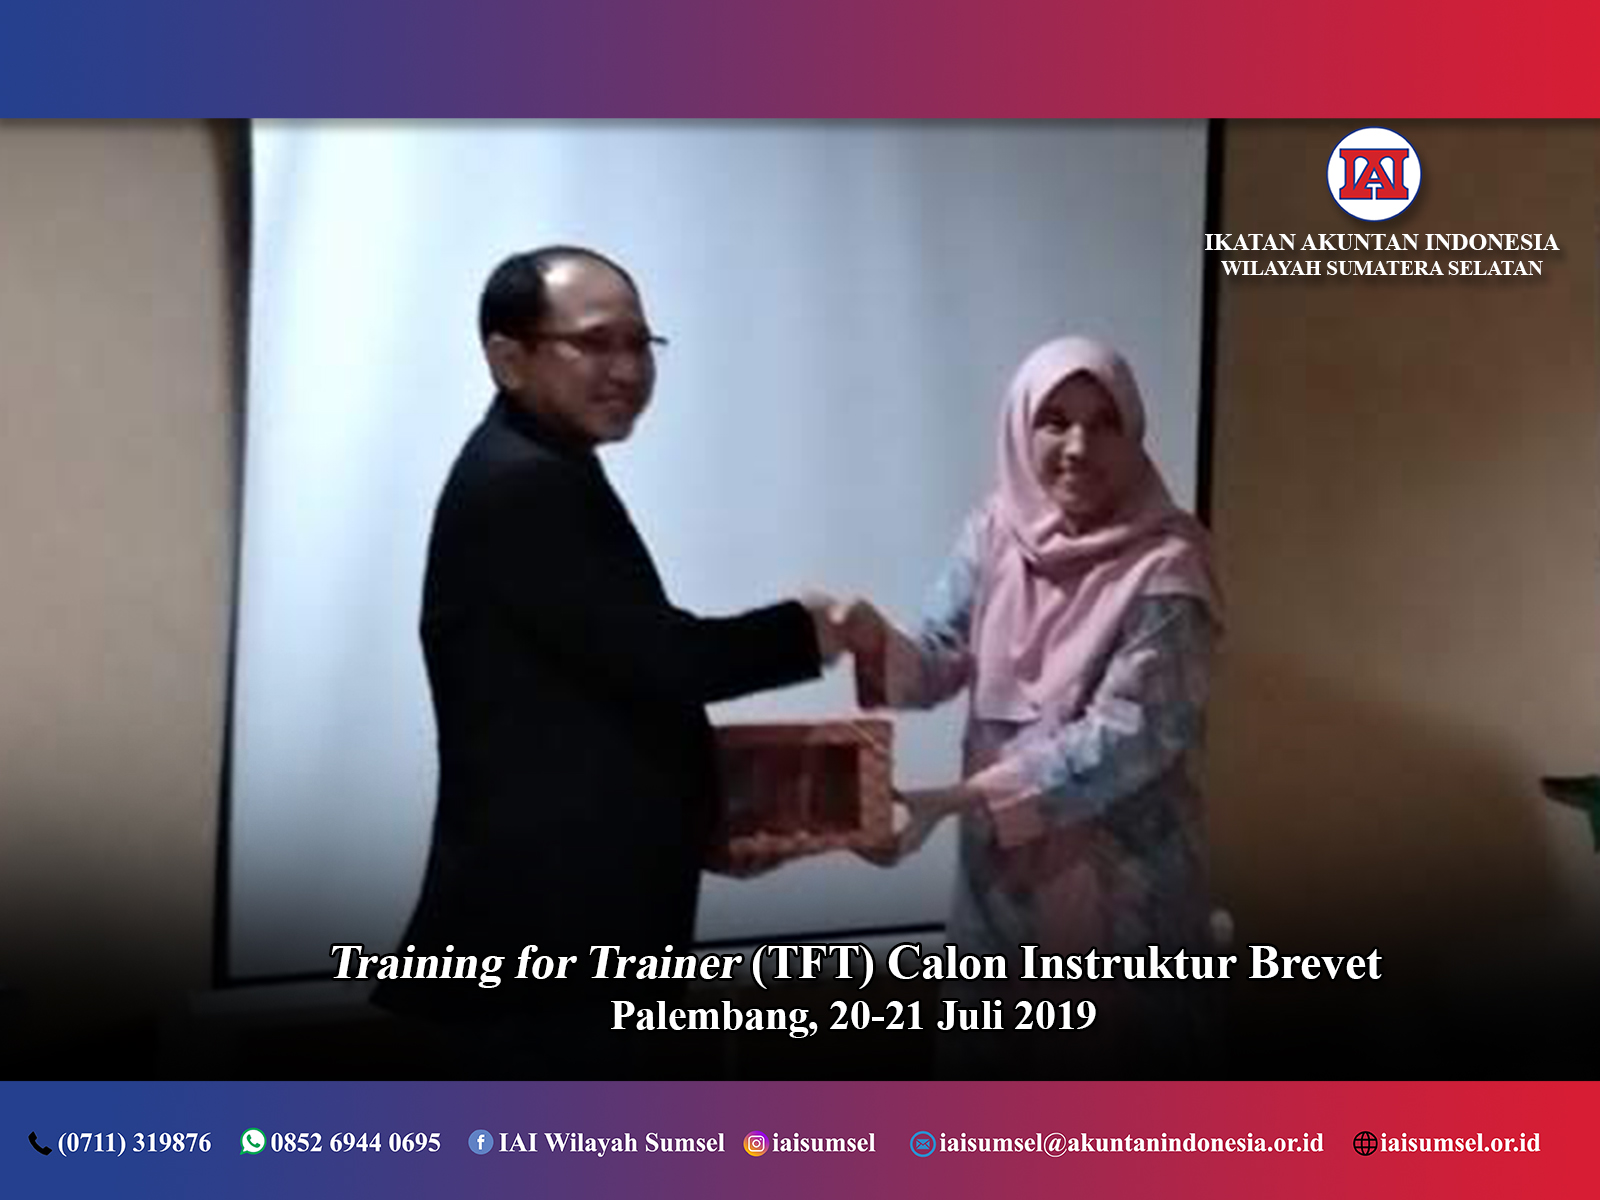 IAI
IKATAN AKUNTAN INDONESIA
WILAYAH SUMATERA SELATAN
Training for Trainer (TFT) Calon Instruktur Brevet
Palembang, 20-21 Juli 2019
(0711) 319876 0852 6944 0695 IAI Wilayah Sumsel iaisumsel iaisumsel@akuntanindonesia.or.id iaisumsel.or.id